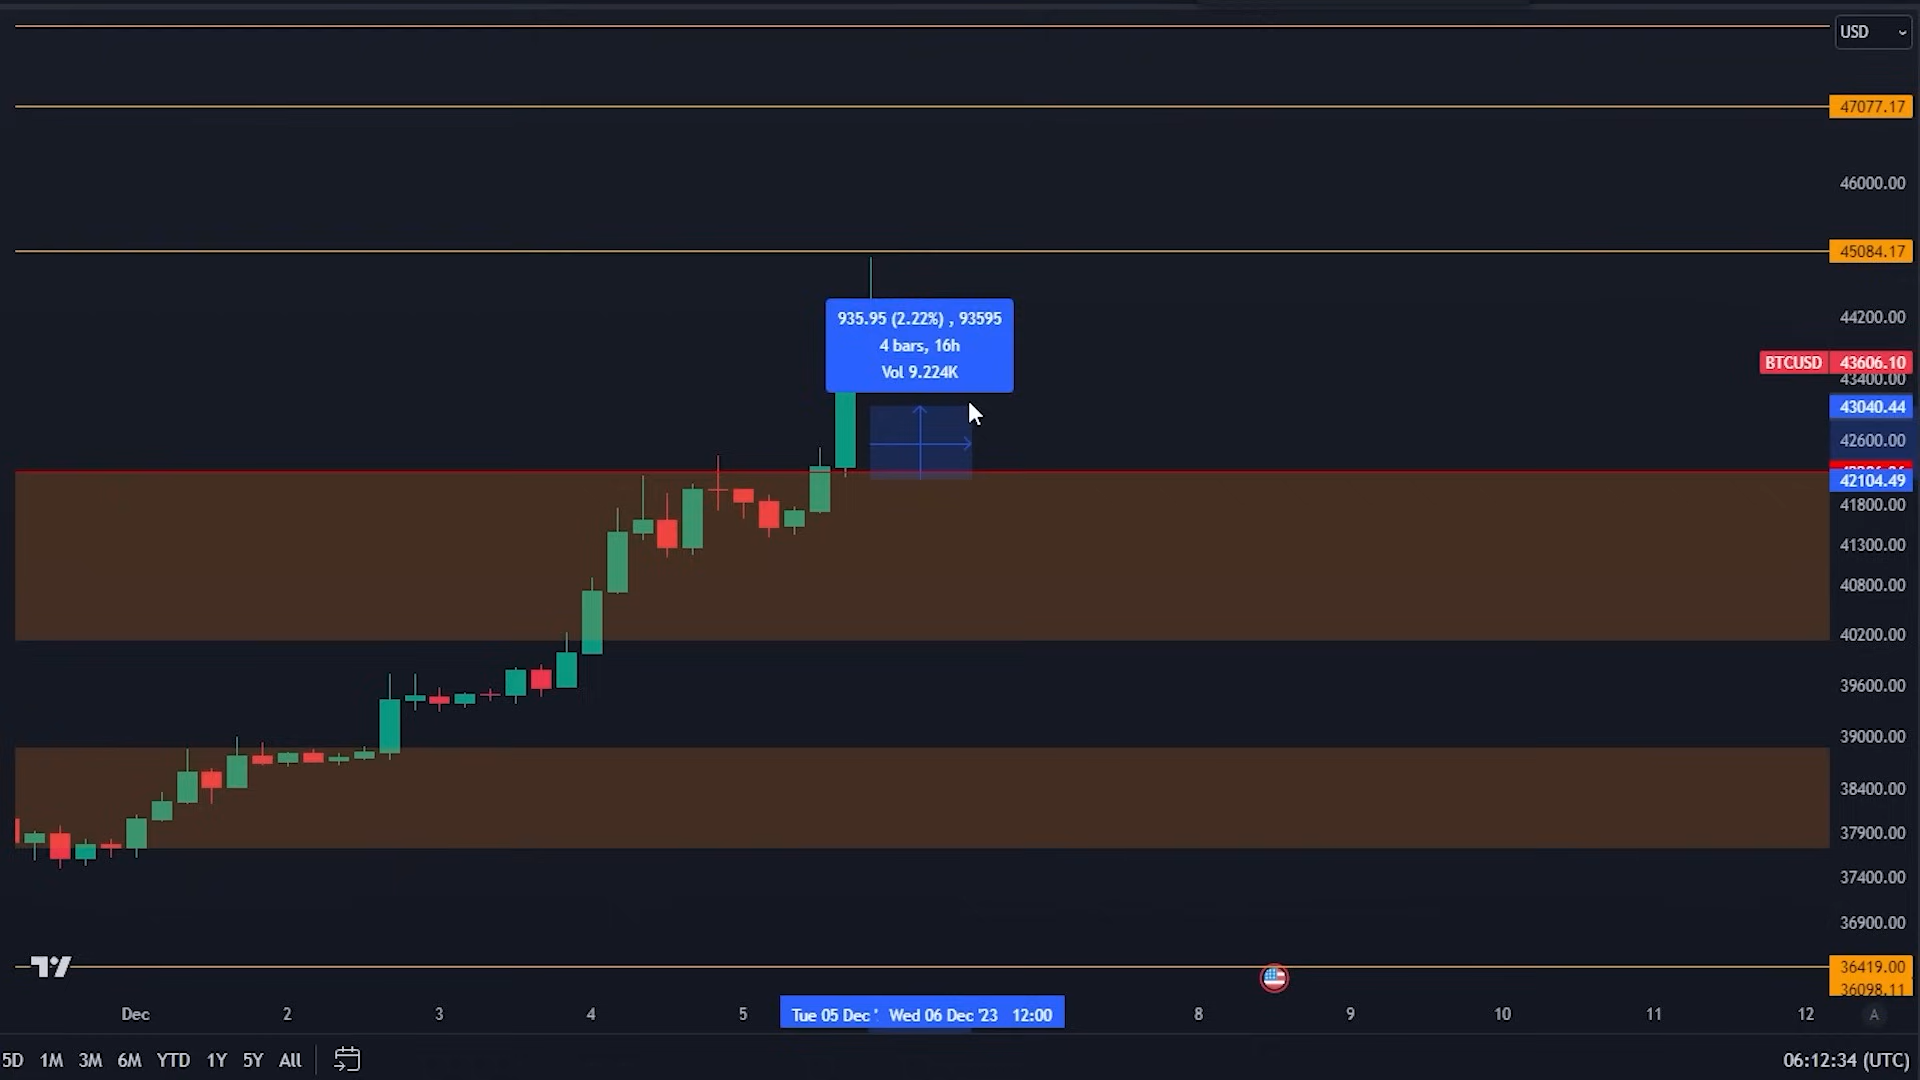 USD
47077.17
46000.00
45084.17
935.95 (2.22%) , 93595
4 bars, 16h
Vol 9.224K
44200.00
BTCUSD 43606.10
43400.00
43040.44
42600.00
42104.49
41800.00
41300.00
40800.00
40200.00
39600.00
39000.00
38400.00
37900.00
37400.00
36900.00
36419.00
36098.11
Dec 2 3 4 5 Tue 05 Dec ' Wed 06 Dec '23 12:00 8 9 10 11 12 A
5D 1M 3M 6M YTD 1Y 5Y All 06:12:34 (UTC)